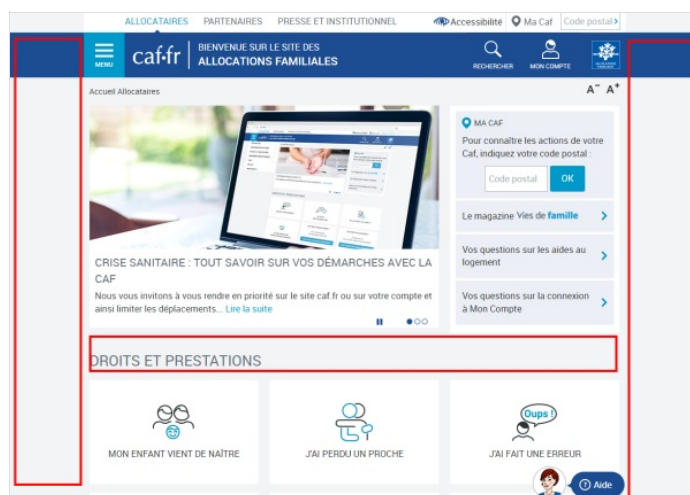 ALLOCATAIRES PARTENAIRES PRESSE ET INSTITUTIONNEL Accessibilité Ma Caf Code postal >
MENU
caf·fr
BIENVENUE SUR LE SITE DES
ALLOCATIONS FAMILIALES
RECHERCHER MON COMPTE
Accueil Allocataires
A⁻ A⁺
CRISE SANITAIRE : TOUT SAVOIR SUR VOS DÉMARCHES AVEC LA
CAF
Nous vous invitons à vous rendre en priorité sur le site caf.fr ou sur votre compte et
ainsi limiter les déplacements... Lire la suite
MA CAF
Pour connaître les actions de votre
Caf, indiquez votre code postal :
Code postal OK
Le magazine Vies de famille >
Vos questions sur les aides au
logement >
Vos questions sur la connexion
à Mon Compte >
DROITS ET PRESTATIONS
MON ENFANT VIENT DE NAÎTRE
J'AI PERDU UN PROCHE
Oups !
J'AI FAIT UNE ERREUR
? Aide